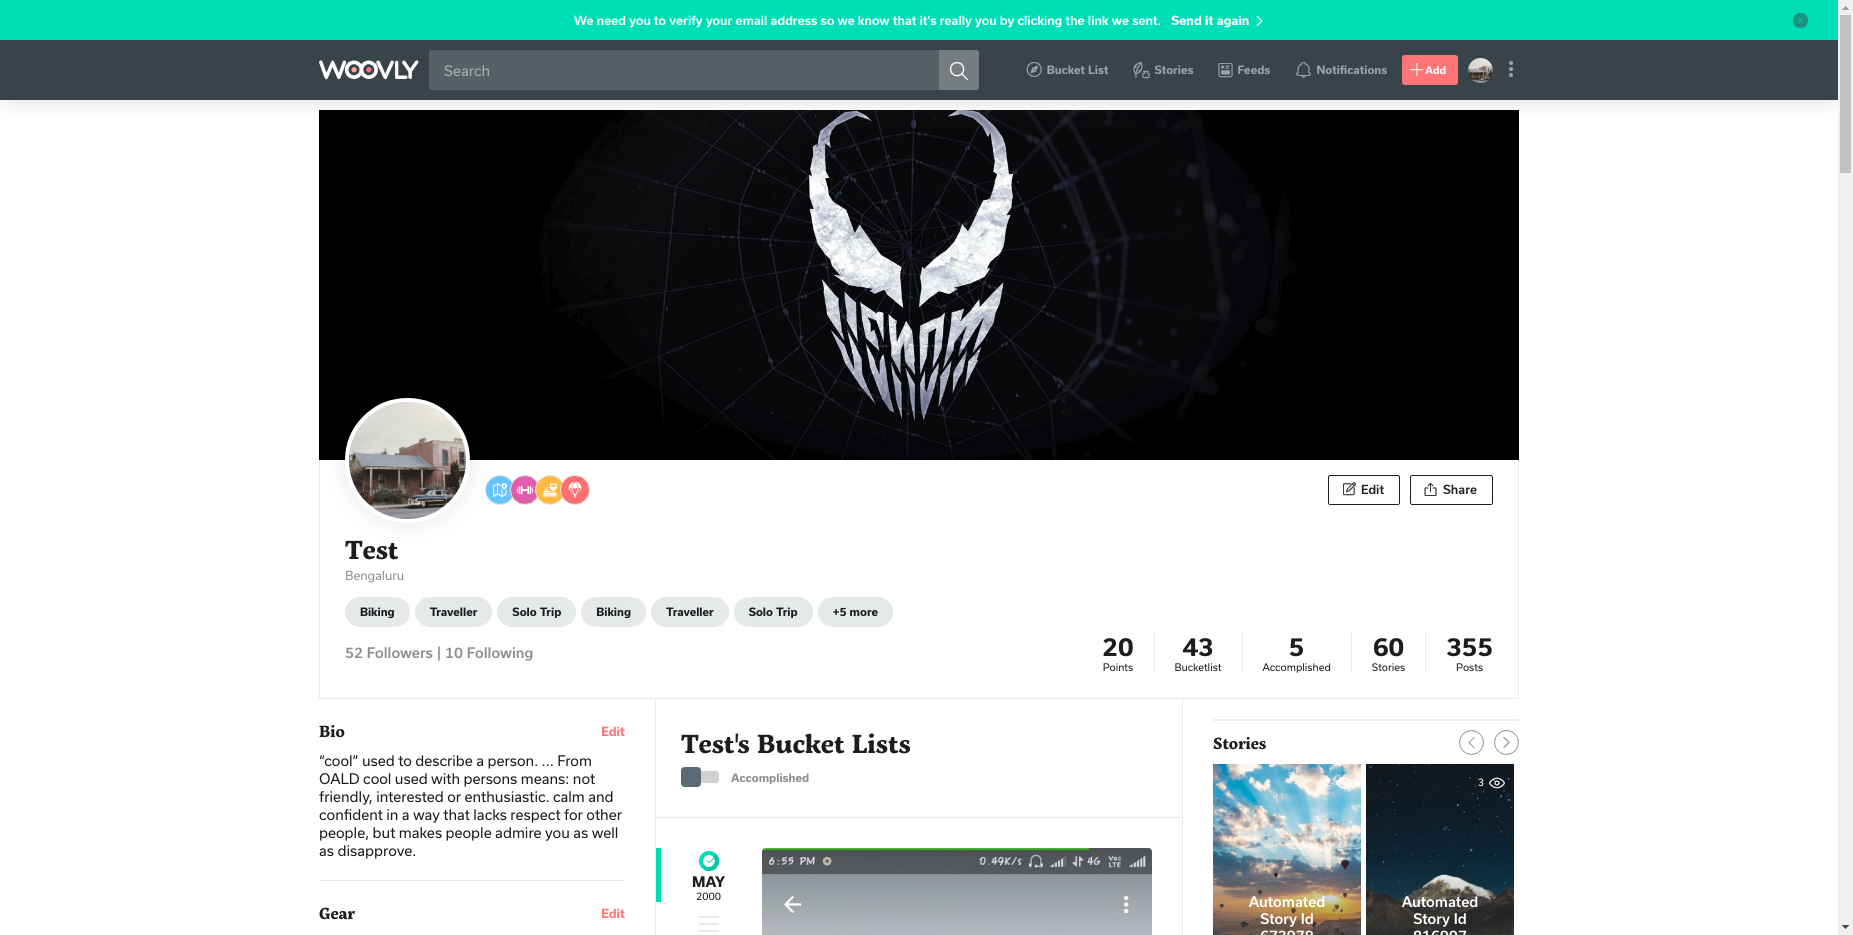 We need you to verify your email address so we know that it's really you by clicking the link we sent. Send it again
WOOVLY
Search
Bucket List
Stories
Feeds
Notifications
Add
VENOM
Edit
Share
Test
Bengaluru
Biking
Traveller
Solo Trip
Biking
Traveller
Solo Trip
+5 more
52 Followers | 10 Following
20
Points
43
Bucketlist
5
Accomplished
60
Stories
355
Posts
Bio
Edit
“cool” used to describe a person. ... From
OALD cool used with persons means: not
friendly, interested or enthusiastic. calm and
confident in a way that lacks respect for other
people, but makes people admire you as well
as disapprove.
Gear
Edit
Test's Bucket Lists
Accomplished
MAY
2000
6:55 PM
0.49K/s
4G
Vo
LTE
Stories
Automated
Story Id
3
Automated
Story Id